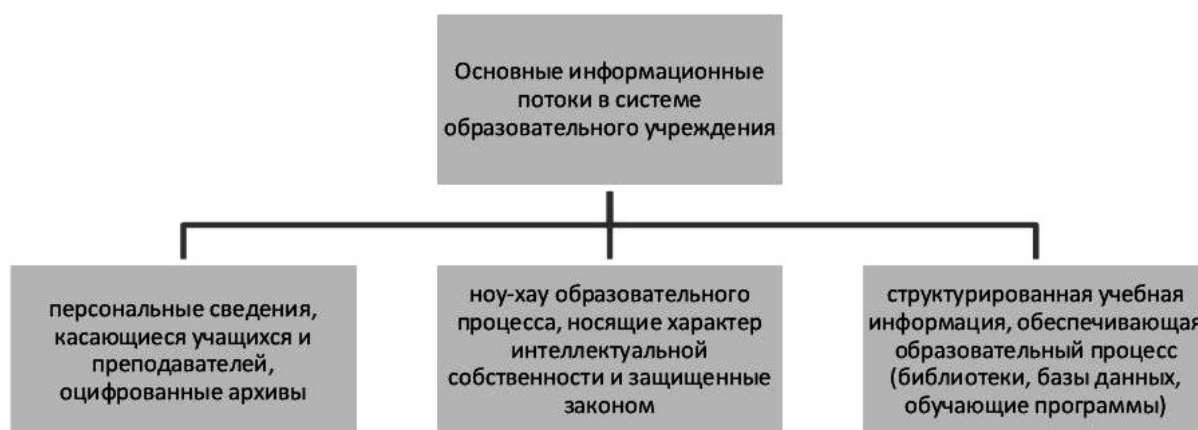 Основные информационные
потоки в системе
образовательного учреждения
персональные сведения,
касающиеся учащихся и
преподавателей,
оцифрованные архивы
ноу-хау образовательного
процесса, носящие характер
интеллектуальной
собственности и защищенные
законом
структурированная учебная
информация, обеспечивающая
образовательный процесс
(библиотеки, базы данных,
обучающие программы)